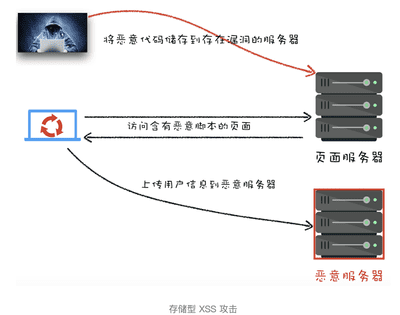 将恶意代码储存到存在漏洞的服务器
访问含有恶意脚本的页面
页面服务器
上传用户信息到恶意服务器
恶意服务器
存储型 XSS 攻击